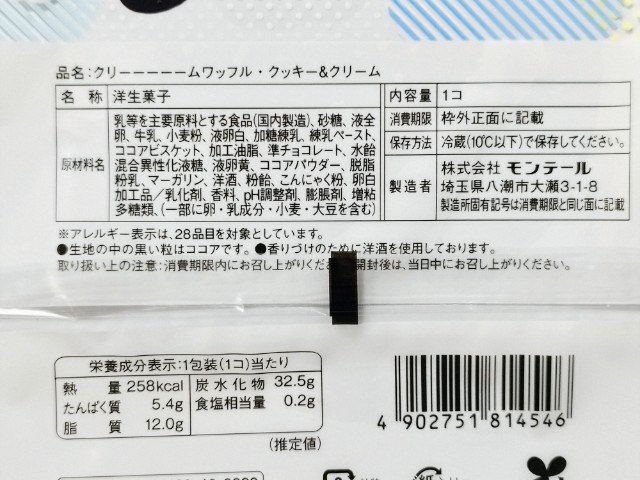 品名：クリーーーーームワッフル・クッキー&クリーム
名 称 洋生菓子
原材料名 乳等を主要原料とする食品(国内製造)、砂糖、液全
卵、牛乳、小麦粉、液卵白、加糖練乳、練乳ペースト、
ココアビスケット、加工油脂、準チョコレート、水飴
混合異性化液糖、液卵黄、ココアパウダー、脱脂
粉乳、マーガリン、洋酒、粉飴、こんにゃく粉、卵白
加工品／乳化剤、香料、pH調整剤、膨脹剤、増粘
多糖類、(一部に卵・乳成分・小麦・大豆を含む)
内容量 1コ
消費期限 枠外正面に記載
保存方法 冷蔵(10℃以下)で保存してください。
製造者 株式会社 モンテール
埼玉県八潮市大瀬3-1-8
製造所固有記号は消費期限と同じ面に記載
※アレルギー表示は、28品目を対象としています。
●生地の中の黒い粒はココアです。●香りづけのために洋酒を使用しております。
取り扱い上の注意：消費期限内にお召し上がりくださ 開封後は、当日中にお召し上がりください。
栄養成分表示：1包装(1コ)当たり
熱 量 258kcal 炭水化物 32.5g
たんぱく質 5.4g 食塩相当量 0.2g
脂 質 12.0g
(推定値)
4 902751 814546